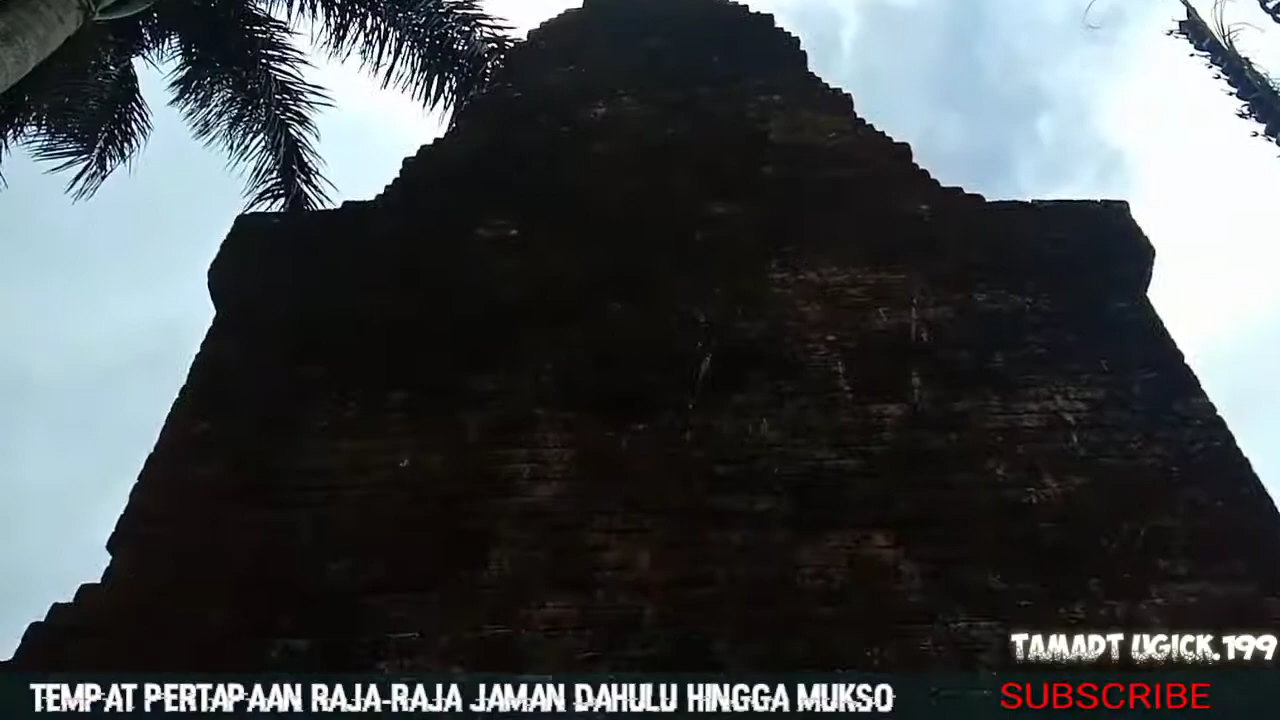 TAMADT UGICK.199
TEMPAT PERTAPAAN RAJA-RAJA JAMAN DAHULU HINGGA MUKSO
SUBSCRIBE